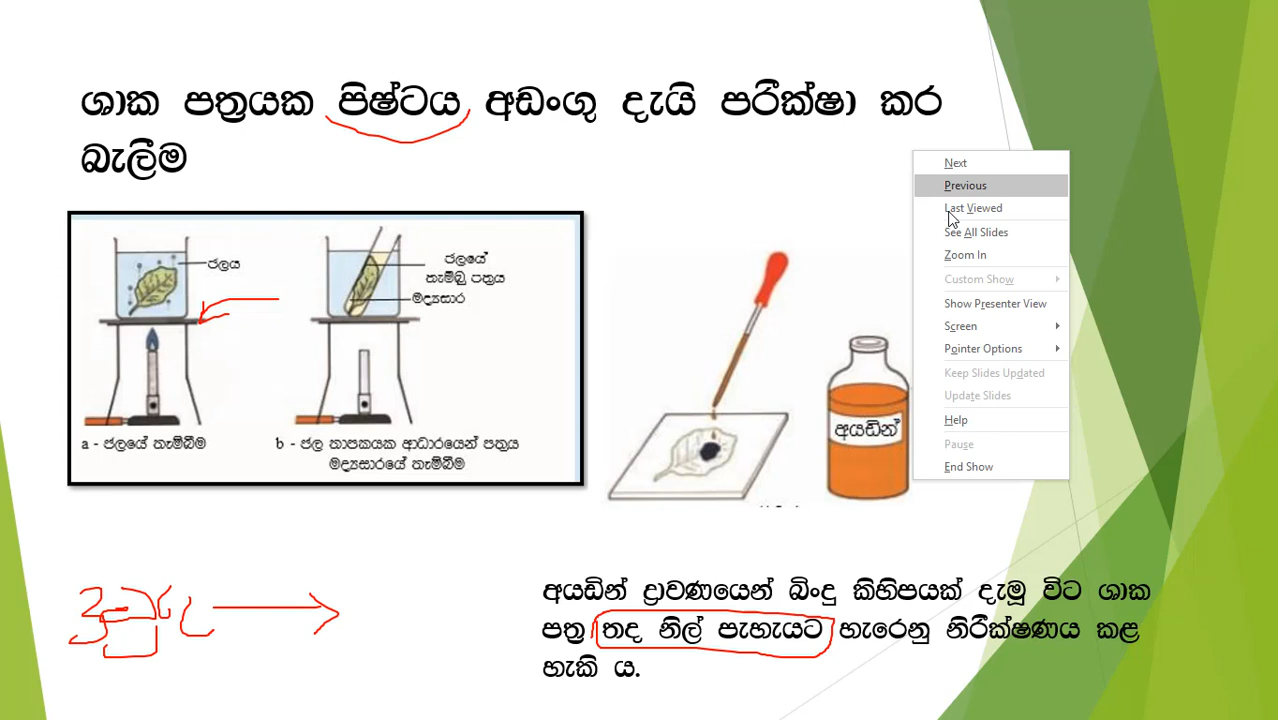 ශාක පත්‍රයක පිෂ්ටය අඩංගු දැයි පරීක්ෂා කර
බැලීම
ජලය
ජලයේ
තැම්බු පත්‍රය
මද්‍යසාර
a - ජලයේ තැම්බීම
b - ජල තාපකයක ආධාරයෙන් පත්‍රය
මද්‍යසාරයේ තැම්බීම
අයඩින්
Next
Previous
Last Viewed
See All Slides
Zoom In
Custom Show
Show Presenter View
Screen
Pointer Options
Keep Slides Updated
Update Slides
Help
Pause
End Show
අයඩින් ද්‍රාවණයෙන් බිංදු කිහිපයක් දැමූ විට ශාක
පත්‍ර තද නිල් පැහැයට හැරෙනු නිරීක්ෂණය කළ
හැකි ය.